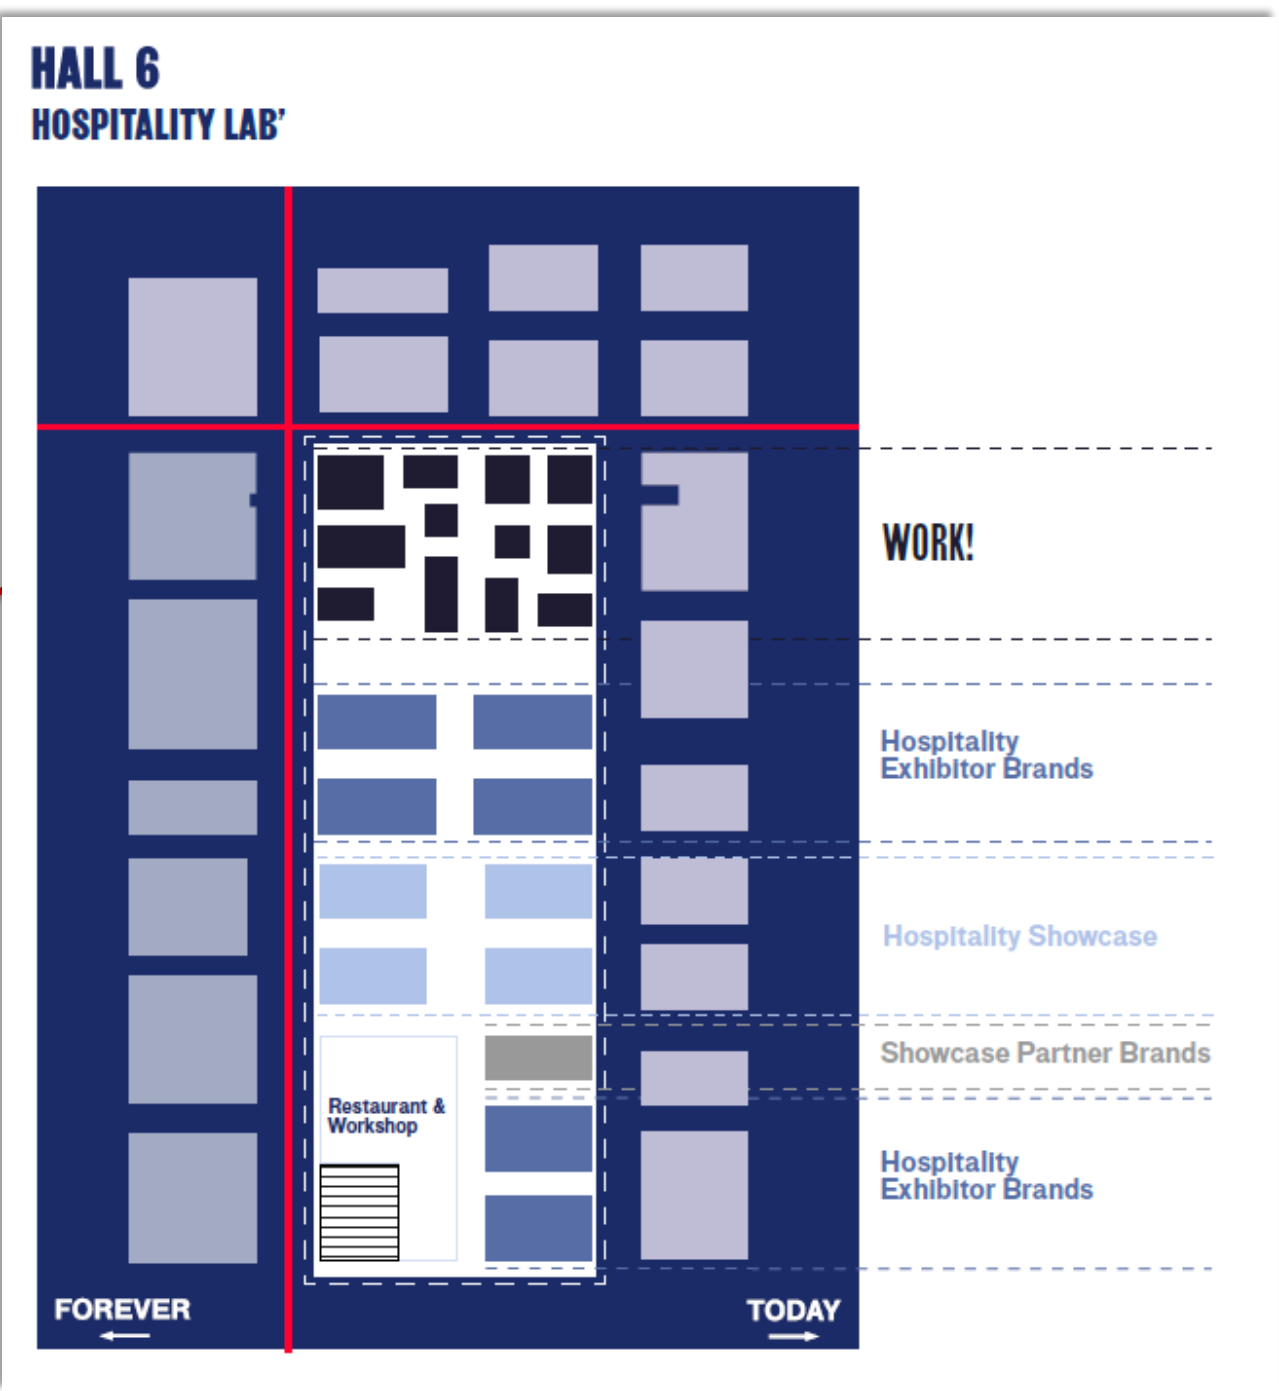 HALL 6
HOSPITALITY LAB'
WORK!
Hospitality
Exhibitor Brands
Hospitality Showcase
Showcase Partner Brands
Restaurant &
Workshop
Hospitality
Exhibitor Brands
FOREVER
TODAY